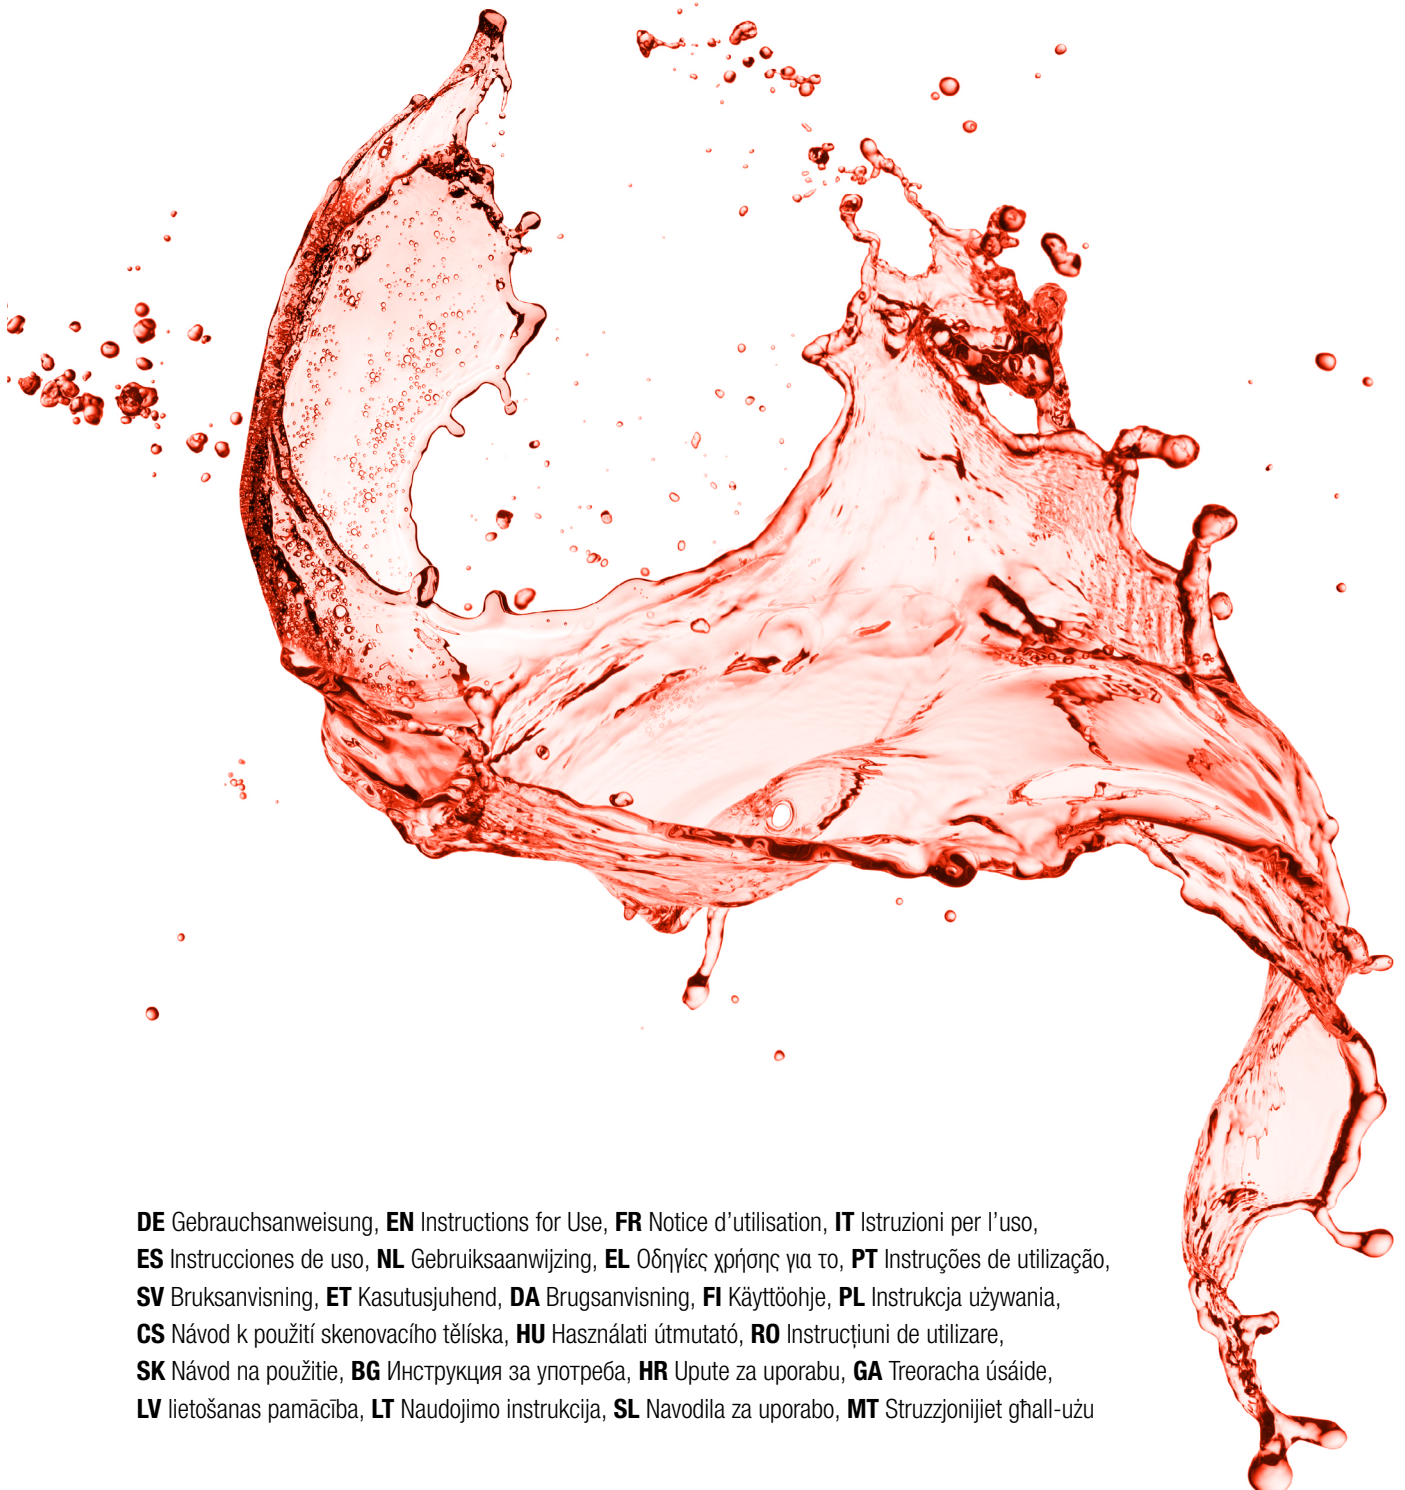 DE Gebrauchsanweisung, EN Instructions for Use, FR Notice d’utilisation, IT Istruzioni per l’uso,
ES Instrucciones de uso, NL Gebruiksaanwijzing, EL Οδηγίες χρήσης για το, PT Instruções de utilização,
SV Bruksanvisning, ET Kasutusjuhend, DA Brugsanvisning, FI Käyttöohje, PL Instrukcja używania,
CS Návod k použití skenovacího tělíska, HU Használati útmutató, RO Instrucțiuni de utilizare,
SK Návod na použitie, BG Инструкция за употреба, HR Upute za uporabu, GA Treoracha úsáide,
LV lietošanas pamācība, LT Naudojimo instrukcija, SL Navodila za uporabo, MT Struzzjonijiet għall-użu